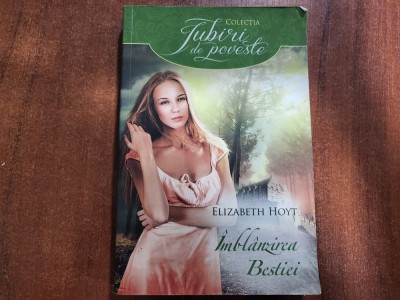 COLECȚIA
Iubiri
de poveste
ELIZABETH HOYT
Îmblânzirea
Bestiei